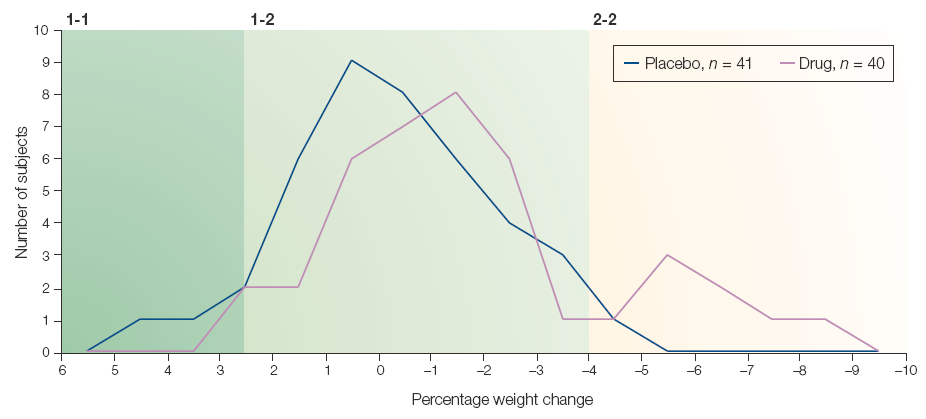 1-1 1-2 2-2
10
9
8
7
6
5
4
3
2
1
0
Number of subjects
Placebo, n = 41 Drug, n = 40
6 5 4 3 2 1 0 –1 –2 –3 –4 –5 –6 –7 –8 –9 –10
Percentage weight change